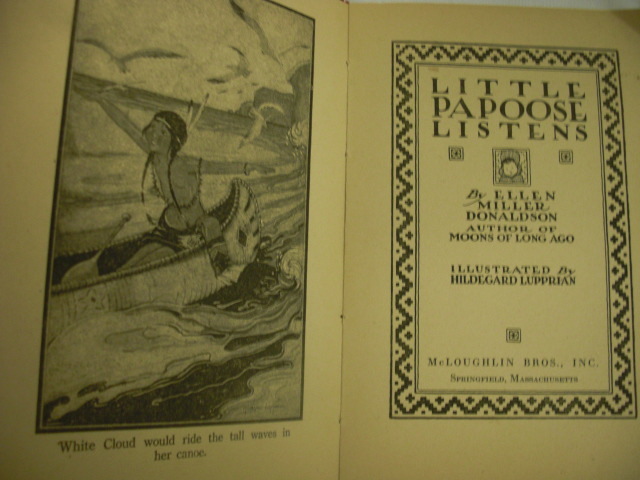 White Cloud would ride the tall waves in
her canoe.
LITTLE
PAPOOSE
LISTENS
By ELLEN
MILLER
DONALDSON
AUTHOR OF
MOONS OF LONG AGO
ILLUSTRATED By
HILDEGARD LUPPRIAN
McLOUGHLIN BROS., INC.
SPRINGFIELD, MASSACHUSETTS